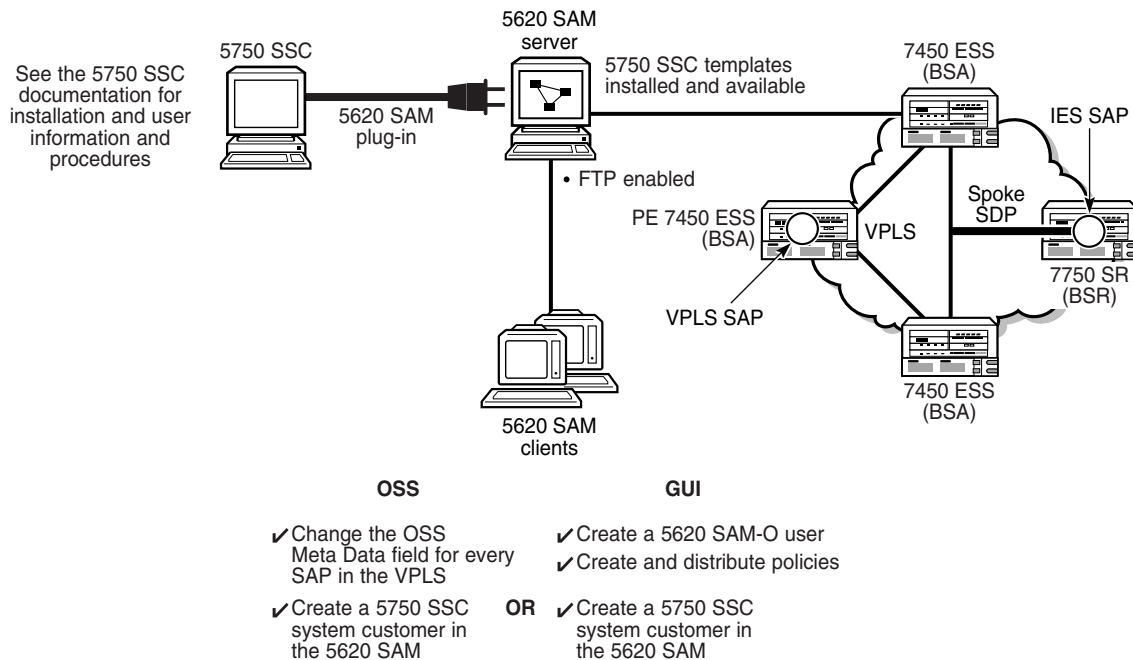 5620 SAM
server
5750 SSC
7450 ESS
(BSA)
See the 5750 SSC
documentation for
installation and user
information and
procedures
5620 SAM
plug-in
5750 SSC templates
installed and available
IES SAP
• FTP enabled
Spoke
SDP
PE 7450 ESS
(BSA)
VPLS
7750 SR
(BSR)
VPLS SAP
7450 ESS
(BSA)
5620 SAM
clients
OSS
✔ Change the OSS
Meta Data field for every
SAP in the VPLS
✔ Create a 5750 SSC
system customer in
the 5620 SAM
OR
GUI
✔ Create a 5620 SAM-O user
✔ Create and distribute policies
✔ Create a 5750 SSC
system customer in
the 5620 SAM